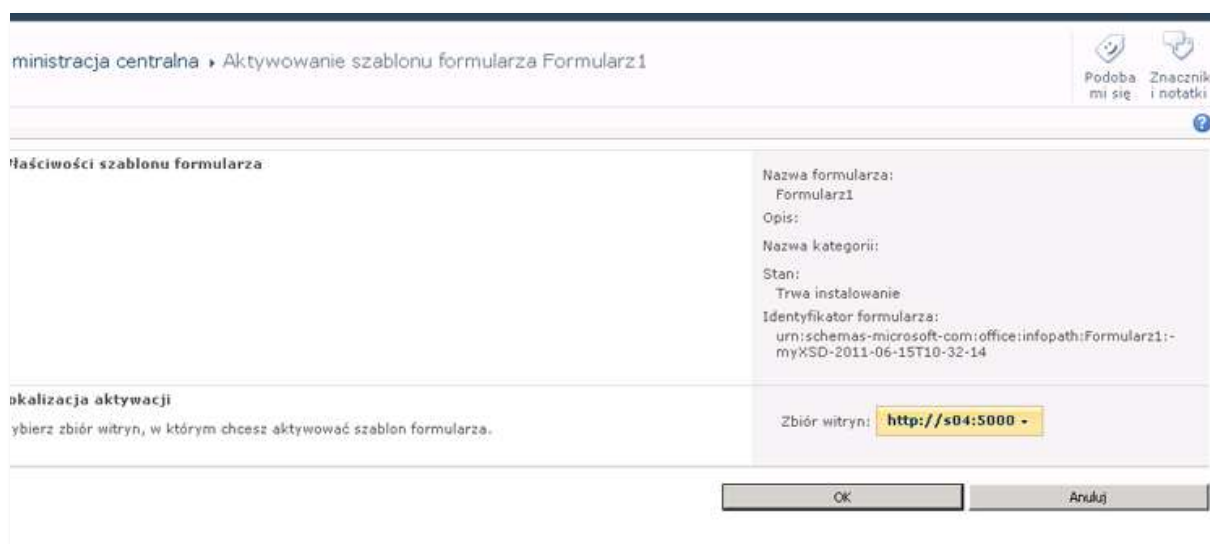 ministracja centralna ▸ Aktywowanie szablonu formularza Formularz1
Podoba mi się
Znacznik i notatki
łaściwości szablonu formularza
Nazwa formularza:
Formularz1
Opis:
Nazwa kategorii:
Stan:
Trwa instalowanie
Identyfikator formularza:
urn:schemas-microsoft-com:office:infopath:Formularz1:-
myXSD-2011-06-15T10-32-14
okalizacja aktywacji
ybierz zbiór witryn, w którym chcesz aktywować szablon formularza.
Zbiór witryn: http://s04:5000
OK
Anuluj